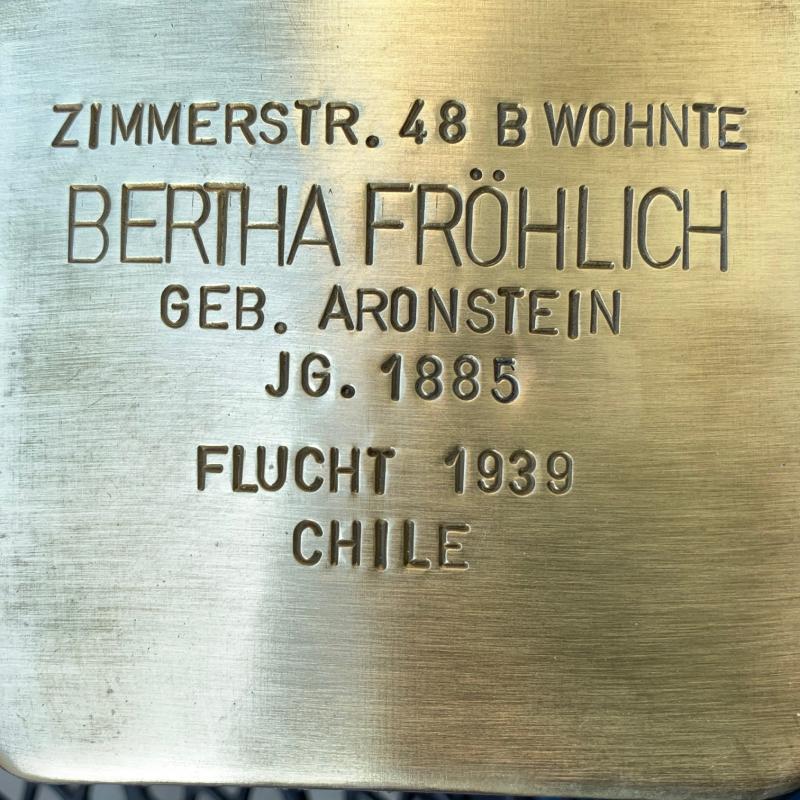 ZIMMERSTR. 48 B WOHNTE
BERTHA FRÖHLICH
GEB. ARONSTEIN
JG. 1885
FLUCHT 1939
CHILE